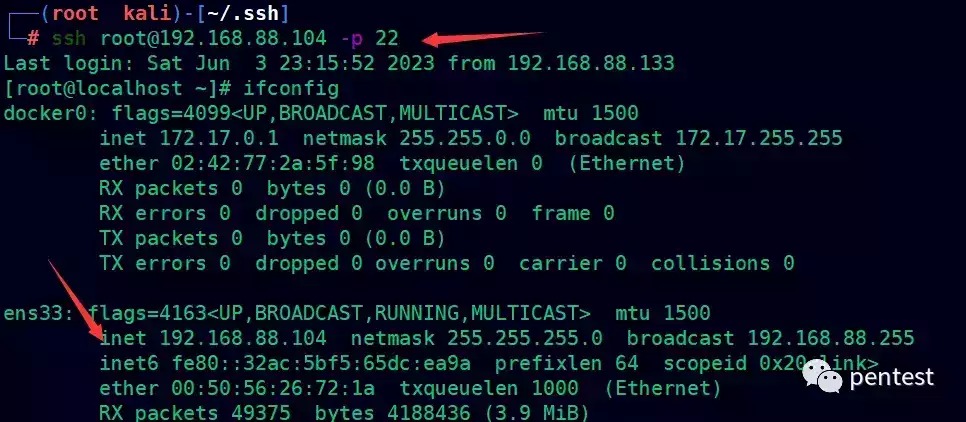 (root kali)-[~/.ssh]
# ssh root@192.168.88.104 -p 22
Last login: Sat Jun  3 23:15:52 2023 from 192.168.88.133
[root@localhost ~]# ifconfig
docker0: flags=4099<UP,BROADCAST,MULTICAST>  mtu 1500
        inet 172.17.0.1  netmask 255.255.0.0  broadcast 172.17.255.255
        ether 02:42:77:2a:5f:98  txqueuelen 0  (Ethernet)
        RX packets 0  bytes 0 (0.0 B)
        RX errors 0  dropped 0  overruns 0  frame 0
        TX packets 0  bytes 0 (0.0 B)
        TX errors 0  dropped 0 overruns 0  carrier 0  collisions 0
ens33: flags=4163<UP,BROADCAST,RUNNING,MULTICAST>  mtu 1500
        inet 192.168.88.104  netmask 255.255.255.0  broadcast 192.168.88.255
        inet6 fe80::32ac:5bf5:65dc:ea9a  prefixlen 64  scopeid 0x20<link>
        ether 00:50:56:26:72:1a  txqueuelen 1000  (Ethernet)
        RX packets 49375  bytes 4188436 (3.9 MiB)
pentest